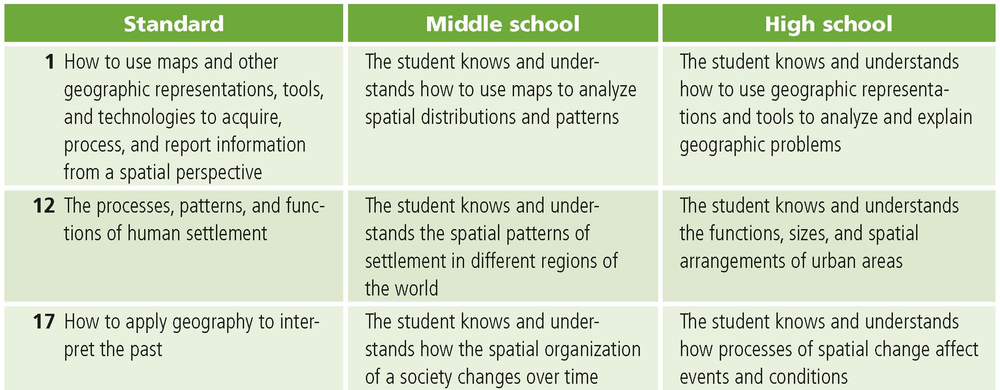 Standard
Middle school
High school
1 How to use maps and other
geographic representations, tools,
and technologies to acquire,
process, and report information
from a spatial perspective
The student knows and under-
stands how to use maps to analyze
spatial distributions and patterns
The student knows and understands
how to use geographic representa-
tions and tools to analyze and explain
geographic problems
12 The processes, patterns, and func-
tions of human settlement
The student knows and under-
stands the spatial patterns of
settlement in different regions of
the world
The student knows and understands
the functions, sizes, and spatial
arrangements of urban areas
17 How to apply geography to inter-
pret the past
The student knows and under-
stands how the spatial organization
of a society changes over time
The student knows and understands
how processes of spatial change affect
events and conditions